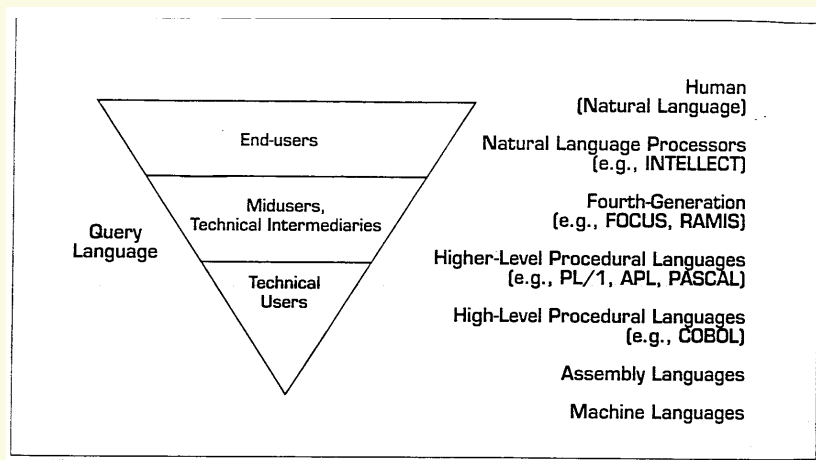 Human
(Natural Language)
End-users
Natural Language Processors
(e.g., INTELLECT)
Midusers,
Technical Intermediaries
Fourth-Generation
(e.g., FOCUS, RAMIS)
Query
Language
Higher-Level Procedural Languages
(e.g., PL/1, APL, PASCAL)
Technical
Users
High-Level Procedural Languages
(e.g., COBOL)
Assembly Languages
Machine Languages